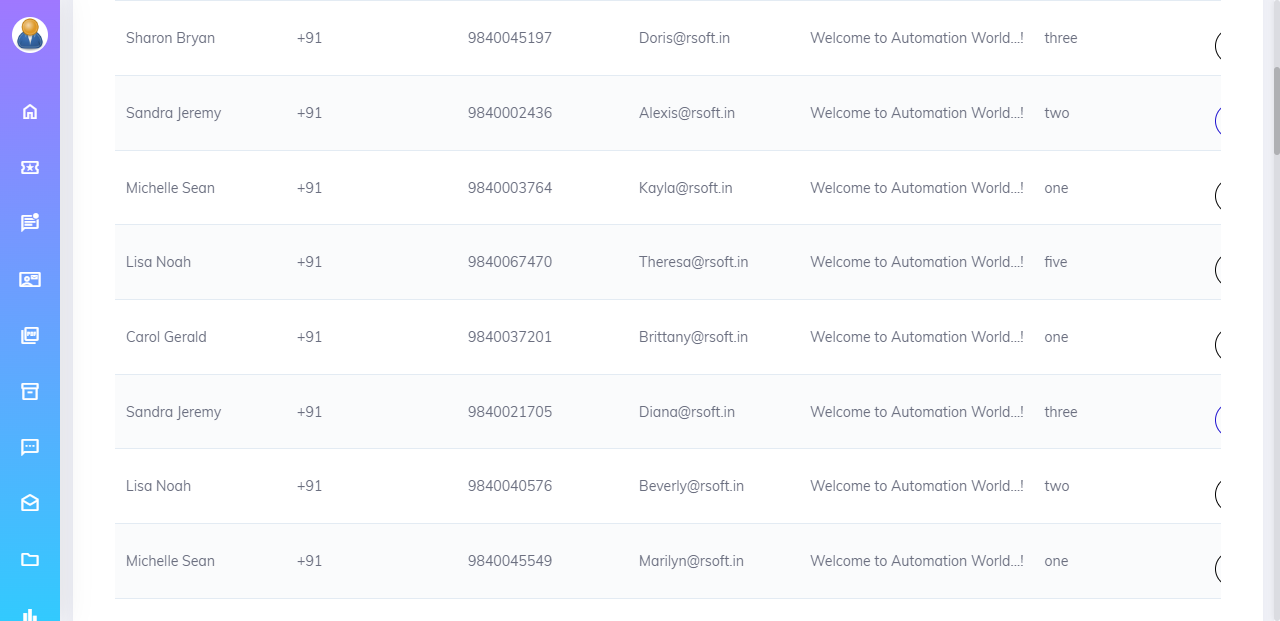 Sharon Bryan +91 9840045197 Doris@rsoft.in Welcome to Automation World...! three
Sandra Jeremy +91 9840002436 Alexis@rsoft.in Welcome to Automation World...! two
Michelle Sean +91 9840003764 Kayla@rsoft.in Welcome to Automation World...! one
Lisa Noah +91 9840067470 Theresa@rsoft.in Welcome to Automation World...! five
Carol Gerald +91 9840037201 Brittany@rsoft.in Welcome to Automation World...! one
Sandra Jeremy +91 9840021705 Diana@rsoft.in Welcome to Automation World...! three
Lisa Noah +91 9840040576 Beverly@rsoft.in Welcome to Automation World...! two
Michelle Sean +91 9840045549 Marilyn@rsoft.in Welcome to Automation World...! one